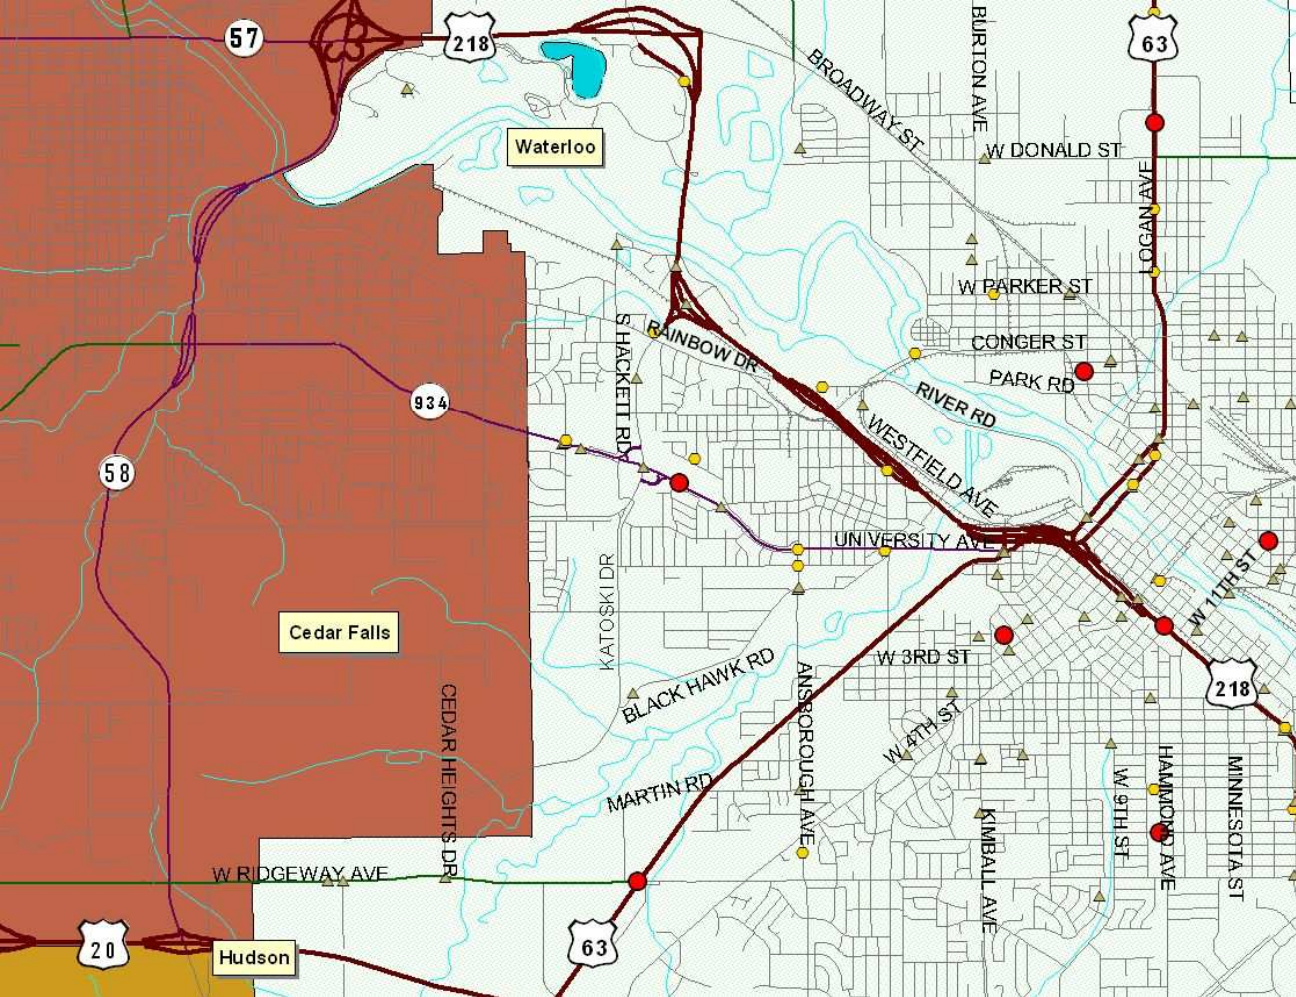 57
218
BURTON AVE
63
BROADWAY ST
W DONALD ST
Waterloo
LOGAN AVE
W PARKER ST
S HACKETT RD
RAINBOW DR
CONGER ST
PARK RD
RIVER RD
934
WESTFIELD AVE
58
UNIVERSITY AVE
W 11TH ST
KATOSKI DR
Cedar Falls
W 3RD ST
BLACK HAWK RD
ANSBOROUGH AVE
218
CEDAR HEIGHTS DR
W 4TH ST
MARTIN RD
HAMMOND AVE
MINNESOTA ST
W 9TH ST
KIMBALL AVE
W RIDGEWAY AVE
20
Hudson
63